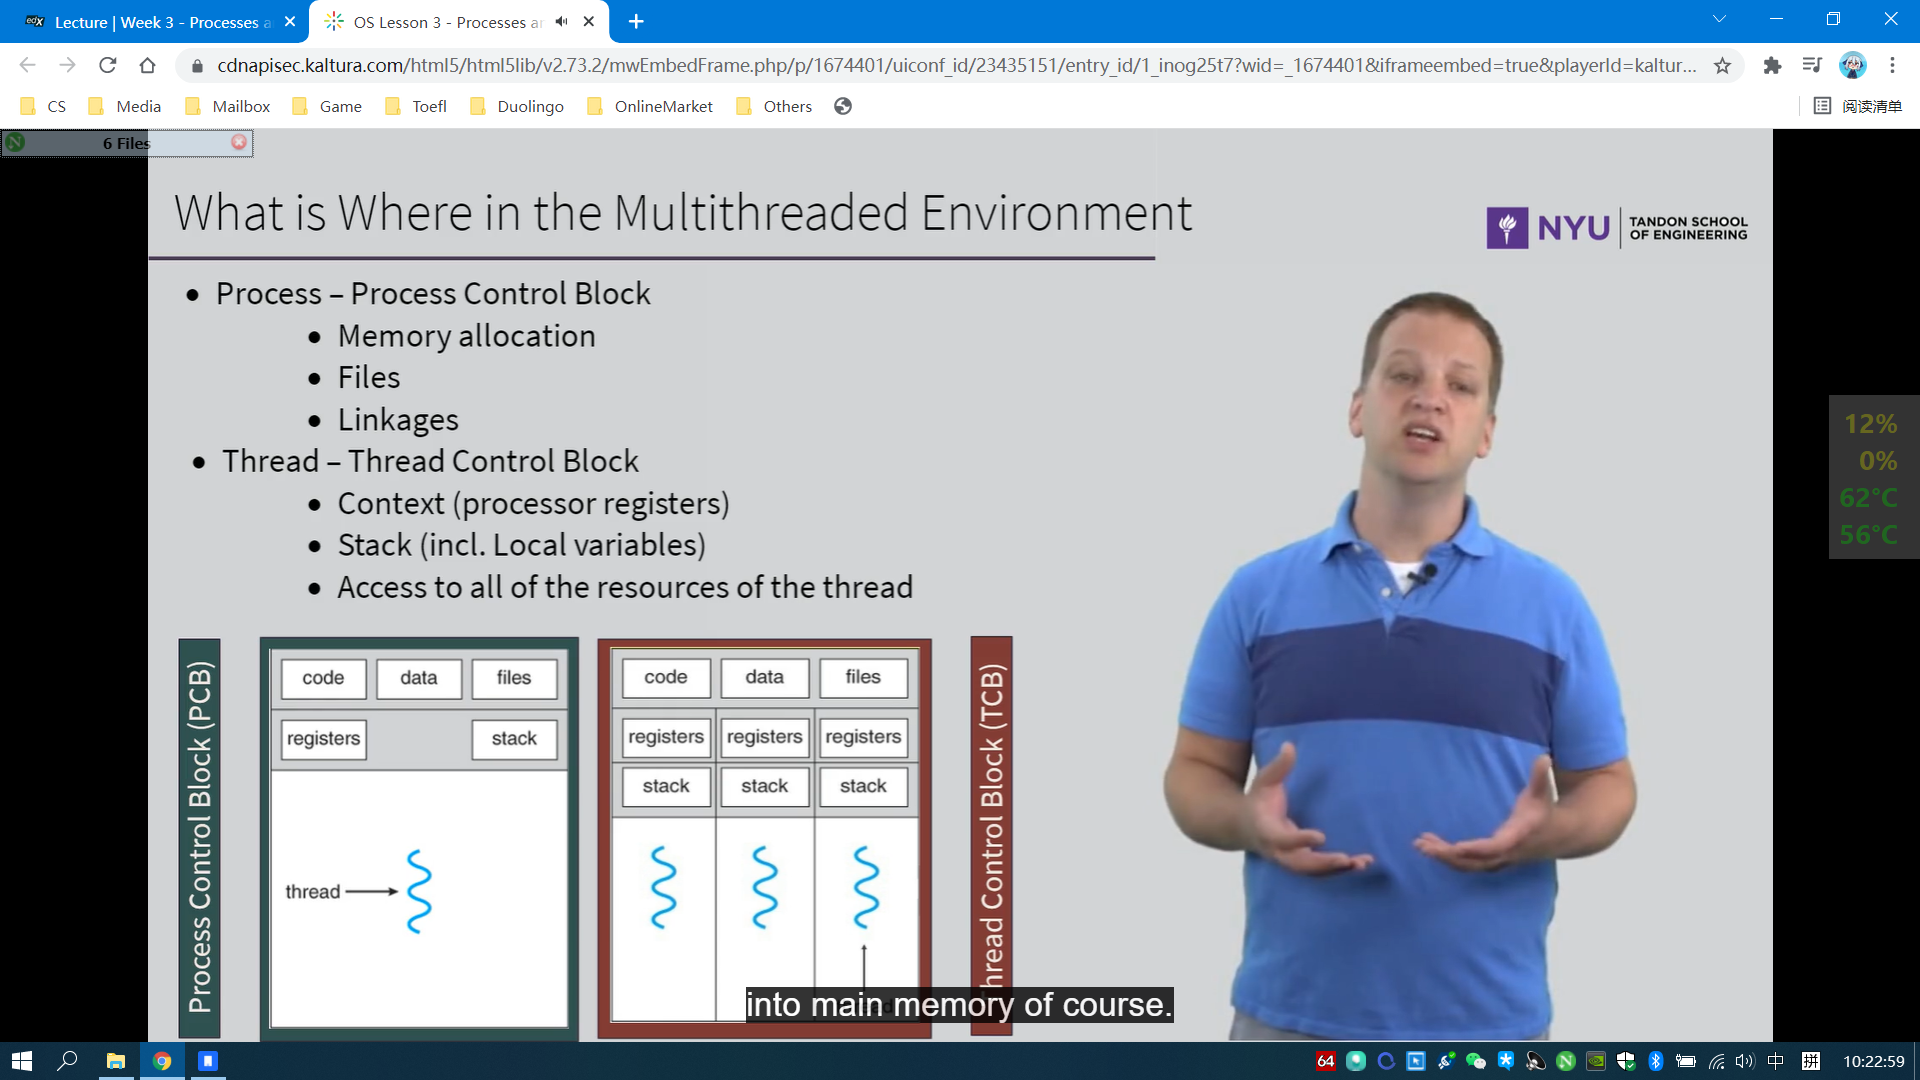 Lecture | Week 3 - Processes a
OS Lesson 3 - Processes a
cdnapisec.kaltura.com/html5/html5lib/v2.73.2/mwEmbedFrame.php/p/1674401/uiconf_id/23435151/entry_id/1_inog25t7?wid=_1674401&iframeembed=true&playerId=kaltur...
CS
Media
Mailbox
Game
Toefl
Duolingo
OnlineMarket
Others
阅读清单
6 Files
What is Where in the Multithreaded Environment
NYU
TANDON SCHOOL
OF ENGINEERING
• Process – Process Control Block
• Memory allocation
• Files
• Linkages
• Thread – Thread Control Block
• Context (processor registers)
• Stack (incl. Local variables)
• Access to all of the resources of the thread
12%
0%
62°C
56°C
Process Control Block (PCB)
code data files
registers stack
thread
code data files
registers registers registers
stack stack stack
Thread Control Block (TCB)
into main memory of course.
64
中
拼
10:22:59